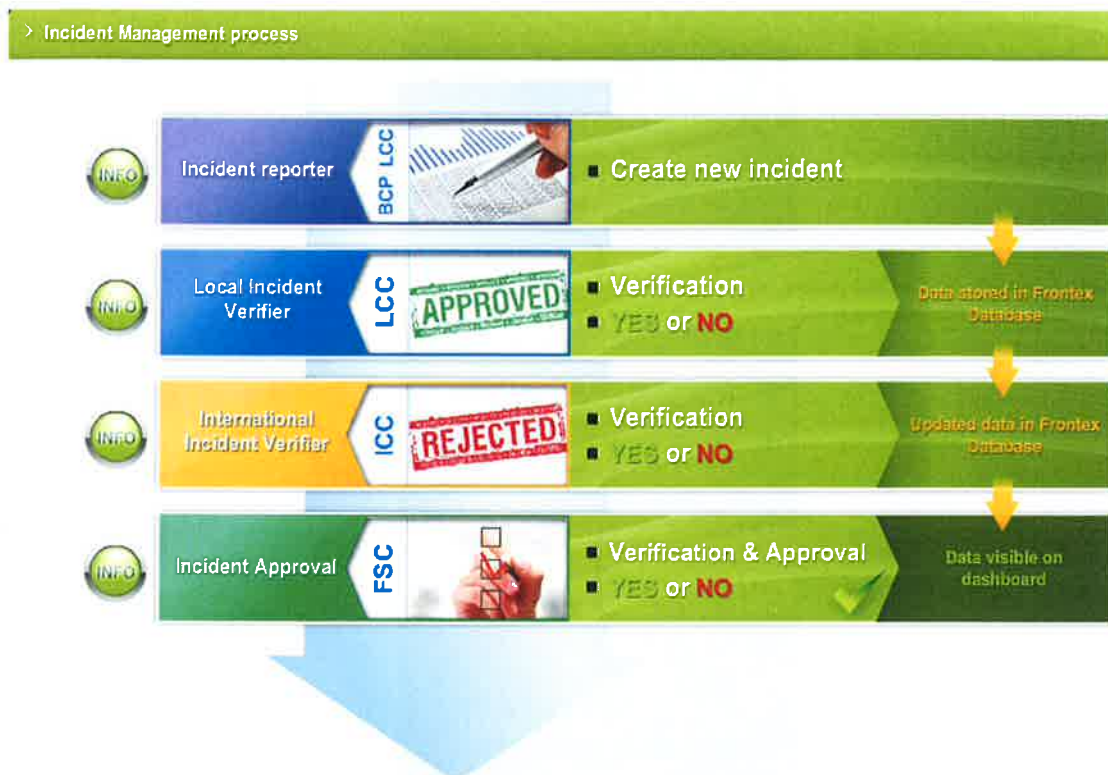 > Incident Management process
INFO
Incident reporter
BCP LCC
▪ Create new incident
INFO
Local Incident
Verifier
LCC
APPROVED
▪ Verification
▪ YES or NO
Data stored in Frontex
Database
INFO
International
Incident Verifier
ICC
REJECTED
▪ Verification
▪ YES or NO
Updated data in Frontex
Database
INFO
Incident Approval
FSC
▪ Verification & Approval
▪ YES or NO
Data visible on
dashboard